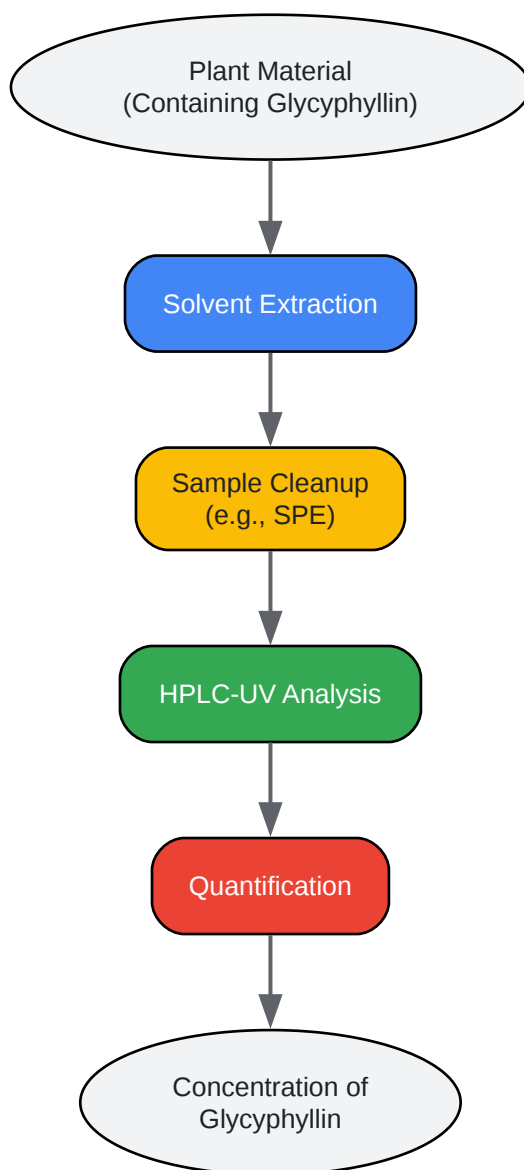 Plant Material
(Containing Glycyphyllin)
Solvent Extraction
Sample Cleanup
(e.g., SPE)
HPLC-UV Analysis
Quantification
Concentration of
Glycyphyllin